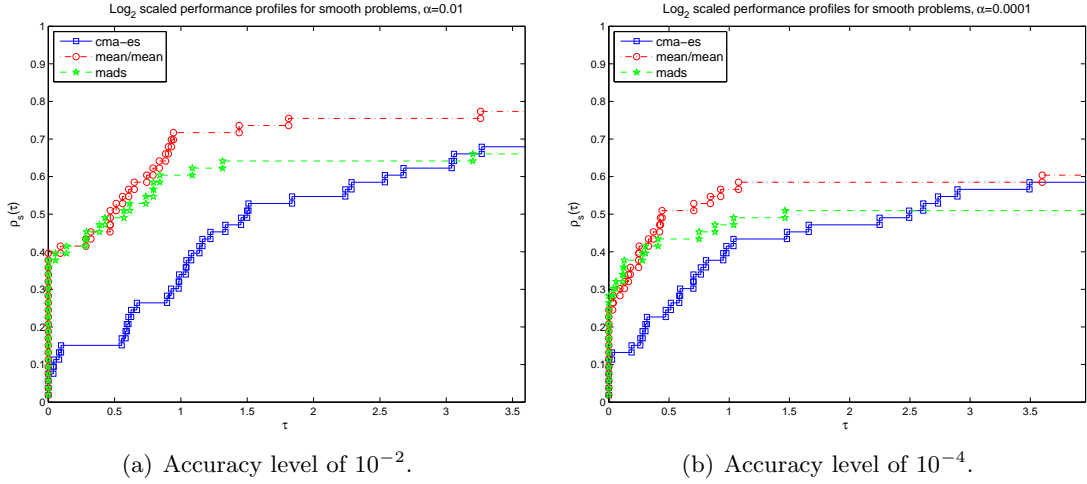 Log2 scaled performance profiles for smooth problems, α=0.01
cma-es
mean/mean
mads
1
0.9
0.8
0.7
0.6
0.5
0.4
0.3
0.2
0.1
0
ρs(τ)
0 0.5 1 1.5 2 2.5 3 3.5
τ
(a) Accuracy level of 10−2.
Log2 scaled performance profiles for smooth problems, α=0.0001
cma-es
mean/mean
mads
1
0.9
0.8
0.7
0.6
0.5
0.4
0.3
0.2
0.1
0
ρs(τ)
0 0.5 1 1.5 2 2.5 3 3.5
τ
(b) Accuracy level of 10−4.